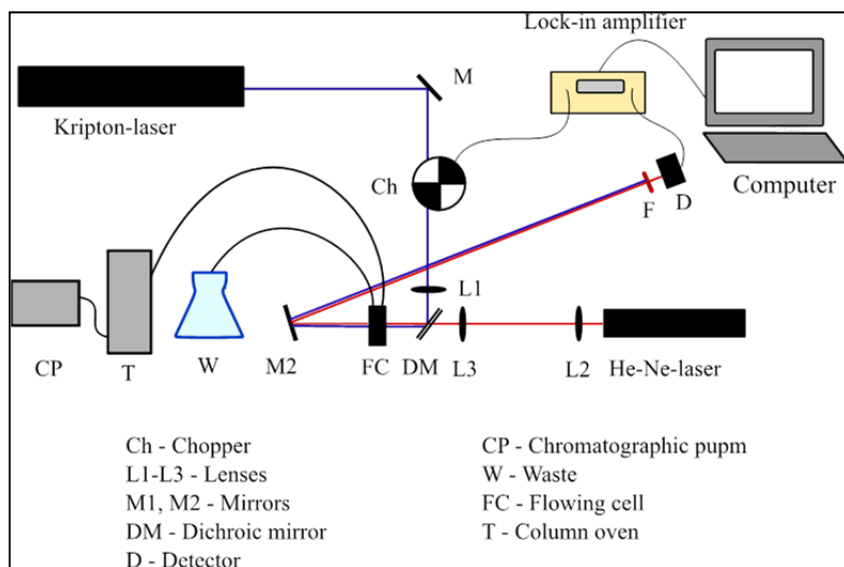 Lock-in amplifier
M
Kripton-laser
Ch
Computer
F
D
L1
CP
T
W
M2
FC
DM
L3
L2
He-Ne-laser
Ch - Chopper
L1-L3 - Lenses
M1, M2 - Mirrors
DM - Dichroic mirror
D - Detector
CP - Chromatographic pupm
W - Waste
FC - Flowing cell
T - Column oven